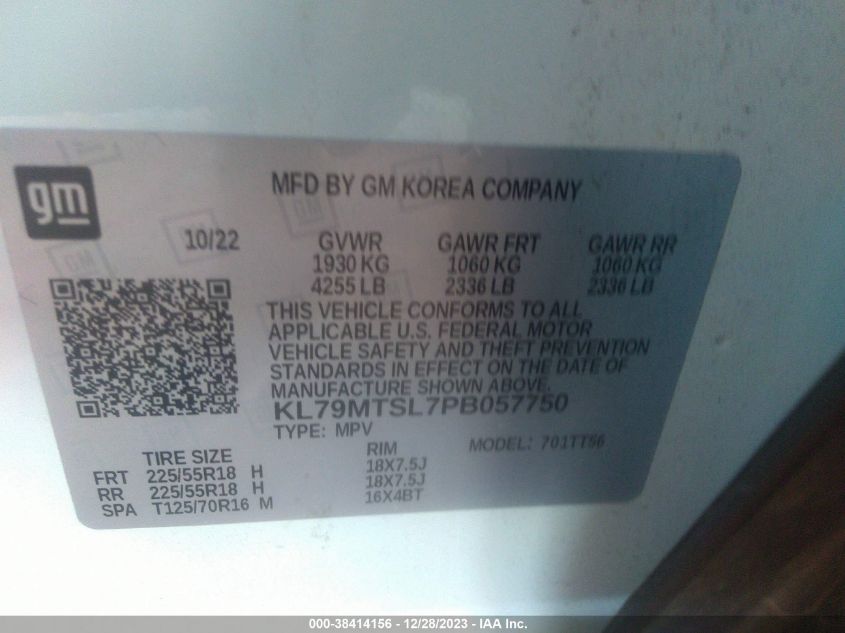 gm
MFD BY GM KOREA COMPANY
10/22 GVWR GAWR FRT GAWR RR
1930 KG 1060 KG 1060 KG
4255 LB 2336 LB 2336 LB
THIS VEHICLE CONFORMS TO ALL
APPLICABLE U.S. FEDERAL MOTOR
VEHICLE SAFETY AND THEFT PREVENTION
STANDARDS IN EFFECT ON THE DATE OF
MANUFACTURE SHOWN ABOVE.
KL79MTSL7PB057750
TYPE: MPV MODEL: 701TT56
TIRE SIZE RIM
FRT 225/55R18 H 18X7.5J
RR 225/55R18 H 18X7.5J
SPA T125/70R16 M 16X4BT
000-38414156 - 12/28/2023 - IAA Inc.